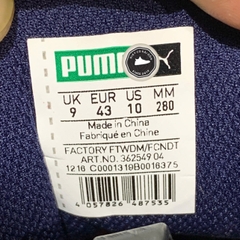 PUMA
UK EUR US MM
9 43 10 280
Made in China
Fabriqué en Chine
FACTORY FTWDM/FCNDT
ART.NO. 362549 04
1216 C0001319B0016375
4 057826 487535